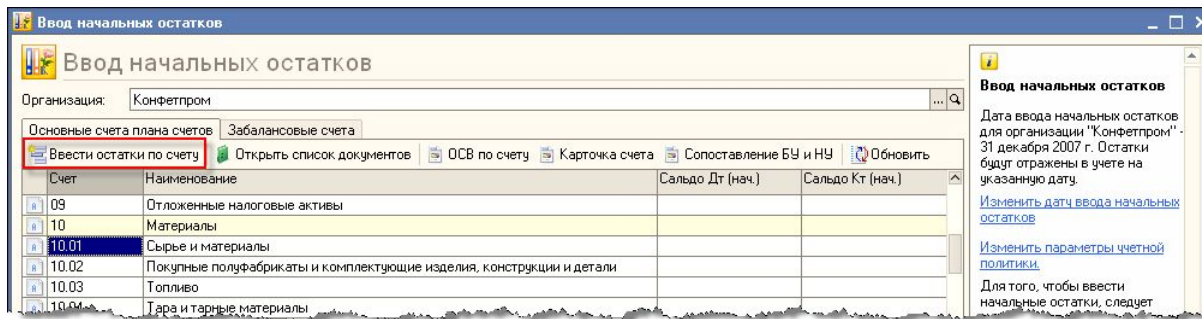 Ввод начальных остатков
Ввод начальных остатков
Организация: Конфетпром ...
Основные счета плана счетов Забалансовые счета
Ввести остатки по счету Открыть список документов ОСВ по счету Карточка счета Сопоставление БУ и НУ Обновить
Счет Наименование Сальдо Дт (нач.) Сальдо Кт (нач.)
09 Отложенные налоговые активы
10 Материалы
10.01 Сырье и материалы
10.02 Покупные полуфабрикаты и комплектующие изделия, конструкции и детали
10.03 Топливо
10.04 Тара и тарные материалы
Ввод начальных остатков
Дата ввода начальных остатков
для организации "Конфетпром" -
31 декабря 2007 г. Остатки
будут отражены в учете на
указанную дату.
Изменить дату ввода начальных
остатков
Изменить параметры учетной
политики.
Для того, чтобы ввести
начальные остатки, следует